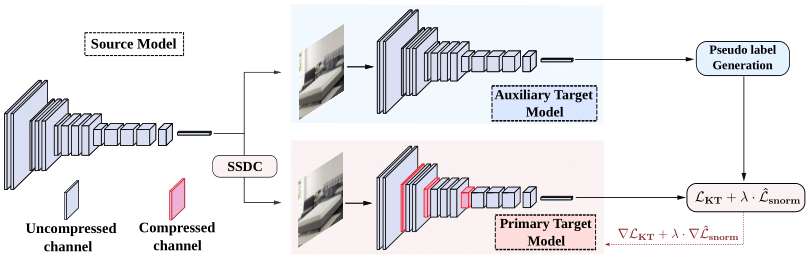 Source Model
SSDC
Uncompressed
channel
Compressed
channel
Auxiliary Target
Model
Primary Target
Model
Pseudo label
Generation
$\mathcal{L}_{\mathbf{KT}} + \lambda \cdot \hat{\mathcal{L}}_{\mathbf{snorm}}$
$\nabla \mathcal{L}_{\mathbf{KT}} + \lambda \cdot \nabla \hat{\mathcal{L}}_{\mathbf{snorm}}$